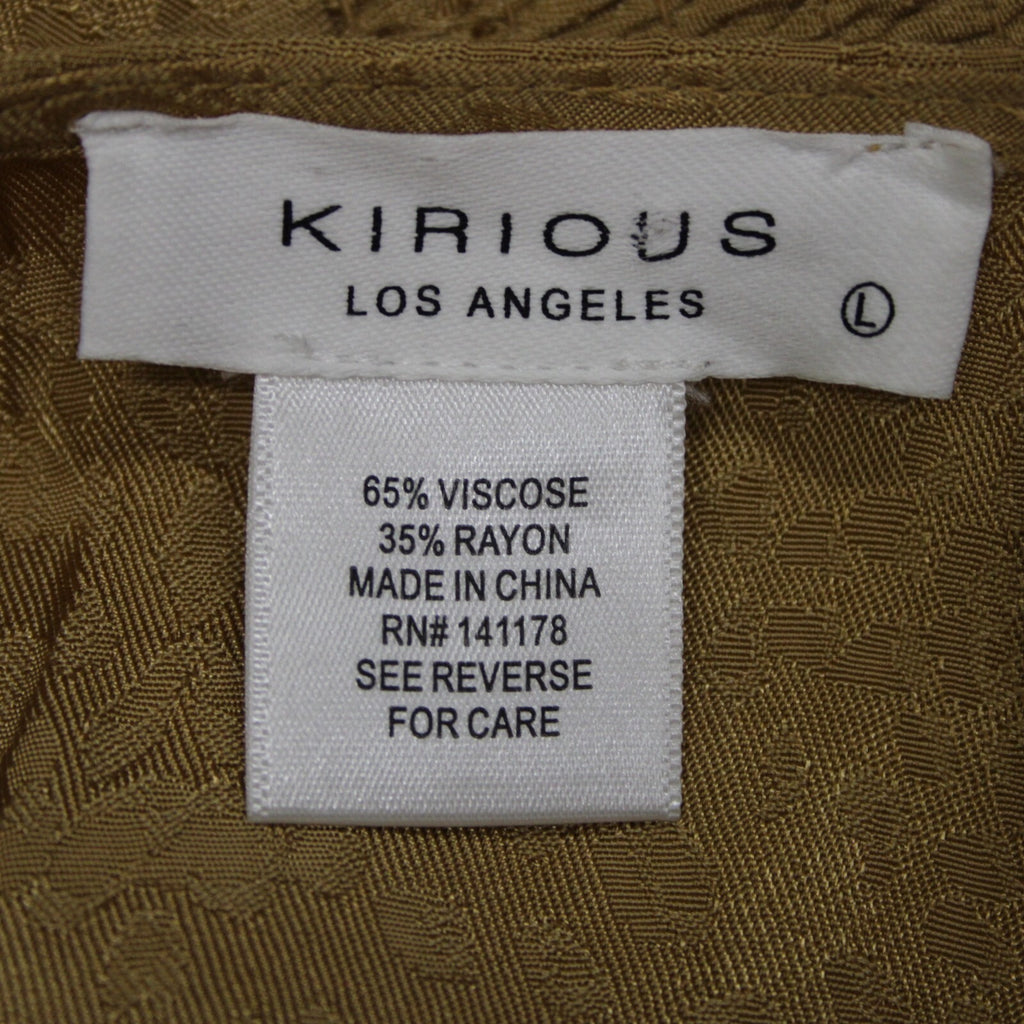 KIRIOUS
LOS ANGELES
L
65% VISCOSE
35% RAYON
MADE IN CHINA
RN# 141178
SEE REVERSE
FOR CARE